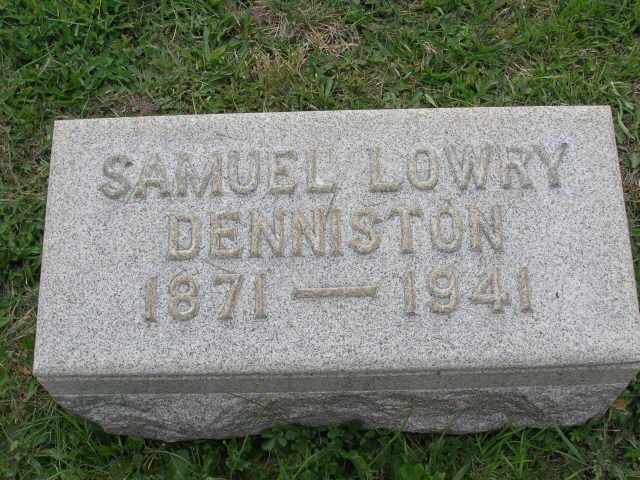 SAMUEL LOWRY
DENNISTON
1871 — 1941